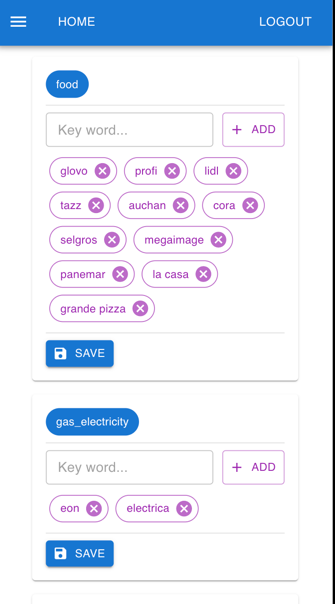 HOME LOGOUT
food
Key word... ADD
glovo profi lidl
tazz auchan cora
selgros megaimage
panemar la casa
grande pizza
SAVE
gas_electricity
Key word... ADD
eon electrica
SAVE